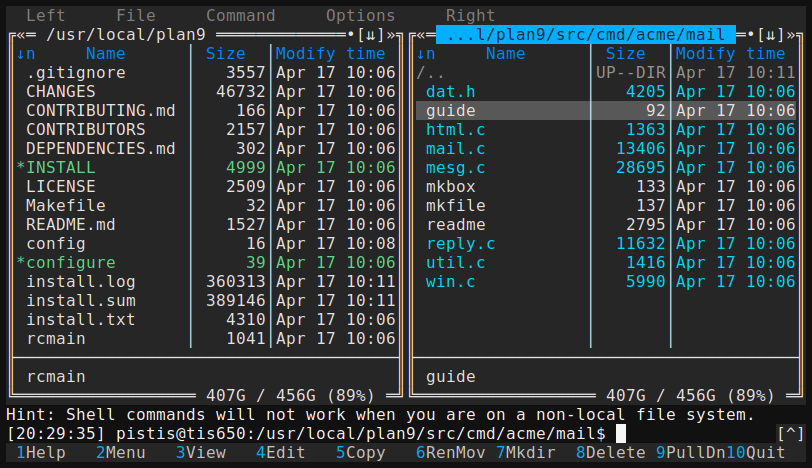 Left File Command Options Right
«═ /usr/local/plan9 •[⇊]» «═ ...l/plan9/src/cmd/acme/mail •[⇊]»
↓n Name Size Modify time ↓n Name Size Modify time
.gitignore 3557 Apr 17 10:06 /.. UP--DIR Apr 17 10:11
CHANGES 46732 Apr 17 10:06 dat.h 4205 Apr 17 10:06
CONTRIBUTING.md 166 Apr 17 10:06 guide 92 Apr 17 10:06
CONTRIBUTORS 2157 Apr 17 10:06 html.c 1363 Apr 17 10:06
DEPENDENCIES.md 302 Apr 17 10:06 mail.c 13406 Apr 17 10:06
*INSTALL 4999 Apr 17 10:06 mesg.c 28695 Apr 17 10:06
LICENSE 2509 Apr 17 10:06 mkbox 133 Apr 17 10:06
Makefile 32 Apr 17 10:06 mkfile 137 Apr 17 10:06
README.md 1527 Apr 17 10:06 readme 2795 Apr 17 10:06
config 16 Apr 17 10:08 reply.c 11632 Apr 17 10:06
*configure 39 Apr 17 10:06 util.c 1416 Apr 17 10:06
install.log 360313 Apr 17 10:11 win.c 5990 Apr 17 10:06
install.sum 389146 Apr 17 10:11
install.txt 4310 Apr 17 10:06
rcmain 1041 Apr 17 10:06
rcmain guide
407G / 456G (89%) 407G / 456G (89%)
Hint: Shell commands will not work when you are on a non-local file system.
[20:29:35] pistis@tis650:/usr/local/plan9/src/cmd/acme/mail$ [^]
1Help 2Menu 3View 4Edit 5Copy 6RenMov 7Mkdir 8Delete 9PullDn 10Quit